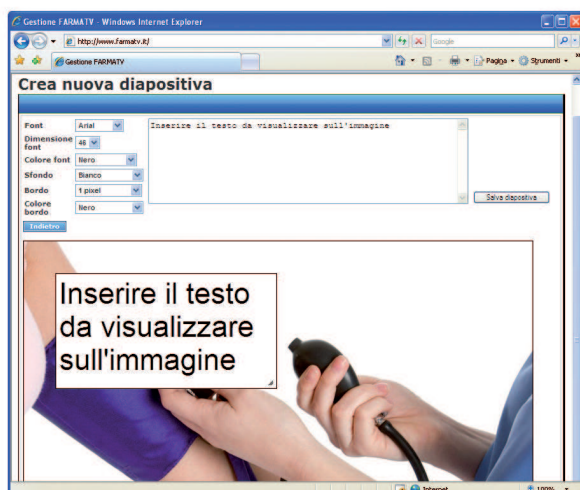 Gestione FARMATV - Windows Internet Explorer
http://www.farmatv.it/
Google
Gestione FARMATV
Pagina
Strumenti
Crea nuova diapositiva
Font
Arial
Inserire il testo da visualizzare sull'immagine
Dimensione
font
46
Colore font
Nero
Sfondo
Bianco
Bordo
1 pixel
Salva diapositiva
Colore
bordo
Nero
Indietro
Inserire il testo
da visualizzare
sull'immagine
Internet
100%